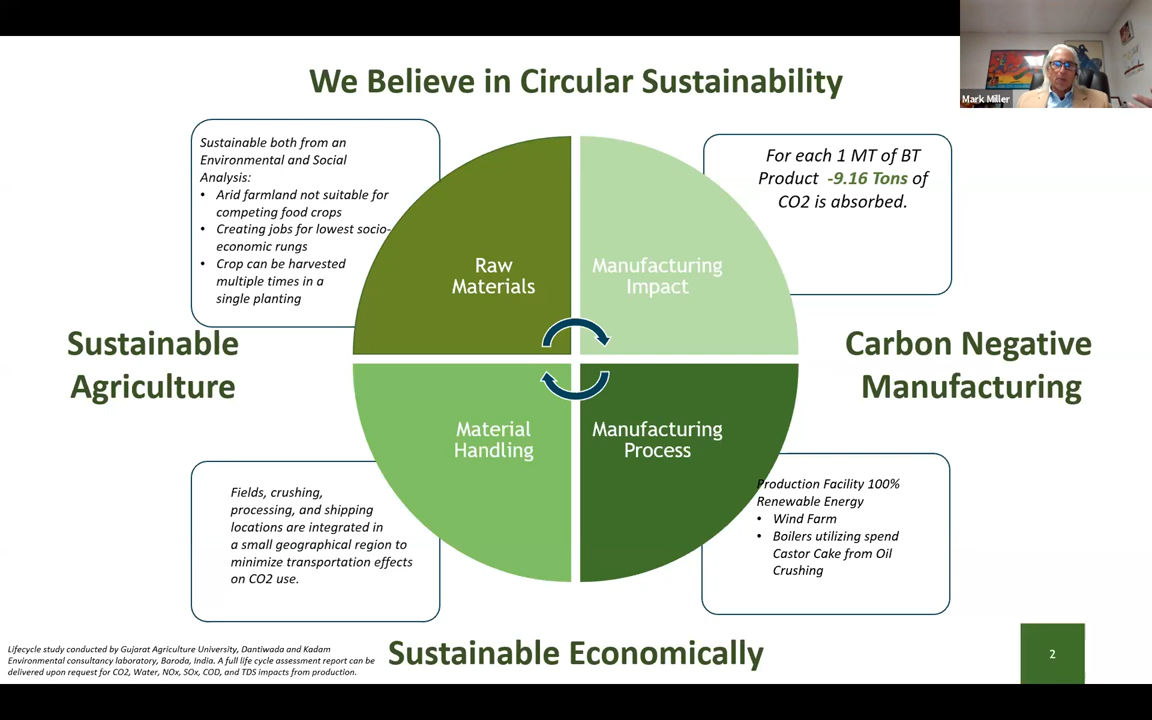 We Believe in Circular Sustainability
Mark Miller
Sustainable both from an
Environmental and Social
Analysis:
• Arid farmland not suitable for
competing food crops
• Creating jobs for lowest socio-
economic rungs
• Crop can be harvested
multiple times in a
single planting
For each 1 MT of BT
Product -9.16 Tons of
CO2 is absorbed.
Raw
Materials
Manufacturing
Impact
Sustainable
Agriculture
Carbon Negative
Manufacturing
Material
Handling
Manufacturing
Process
Fields, crushing,
processing, and shipping
locations are integrated in
a small geographical region to
minimize transportation effects
on CO2 use.
Production Facility 100%
Renewable Energy
• Wind Farm
• Boilers utilizing spend
Castor Cake from Oil
Crushing
Sustainable Economically
Lifecycle study conducted by Gujarat Agriculture University, Dantiwada and Kadam
Environmental consultancy laboratory, Baroda, India. A full life cycle assessment report can be
delivered upon request for CO2, Water, NOx, SOx, COD, and TDS impacts from production.
2